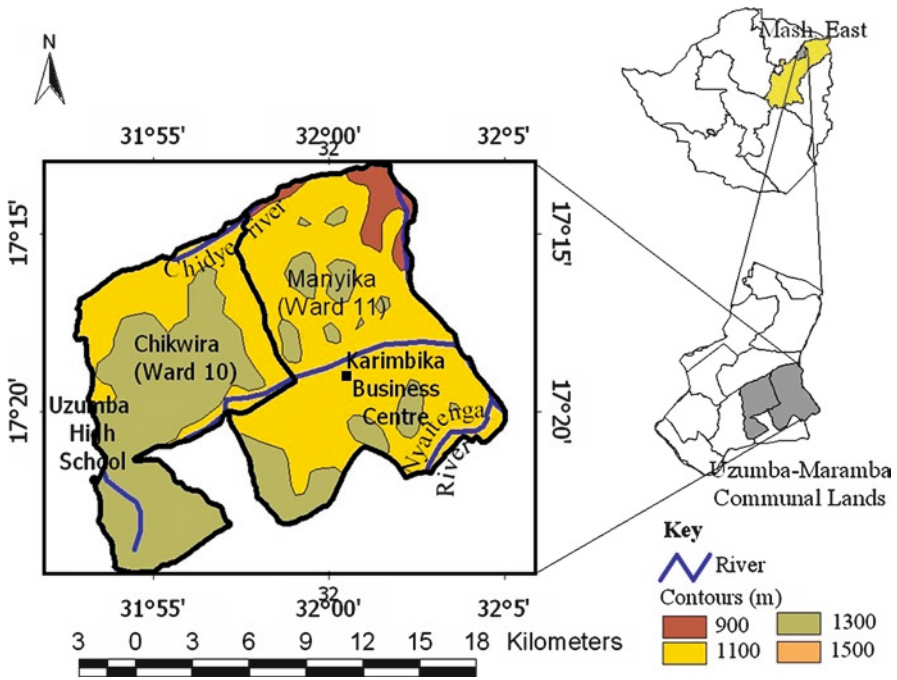 N
Mash East
31°55'
32°00'
32°5'
32
17°15'
17°15'
Chidye river
Manyika
(Ward 11)
Chikwira
(Ward 10)
Karimbika
Business
Centre
17°20'
17°20'
Uzumba
High
School
Nyaitenga
River
Uzumba-Maramba
Communal Lands
Key
River
Contours (m)
900
1300
1100
1500
32
31°55'
32°00'
32°5'
3 0 3 6 9 12 15 18 Kilometers